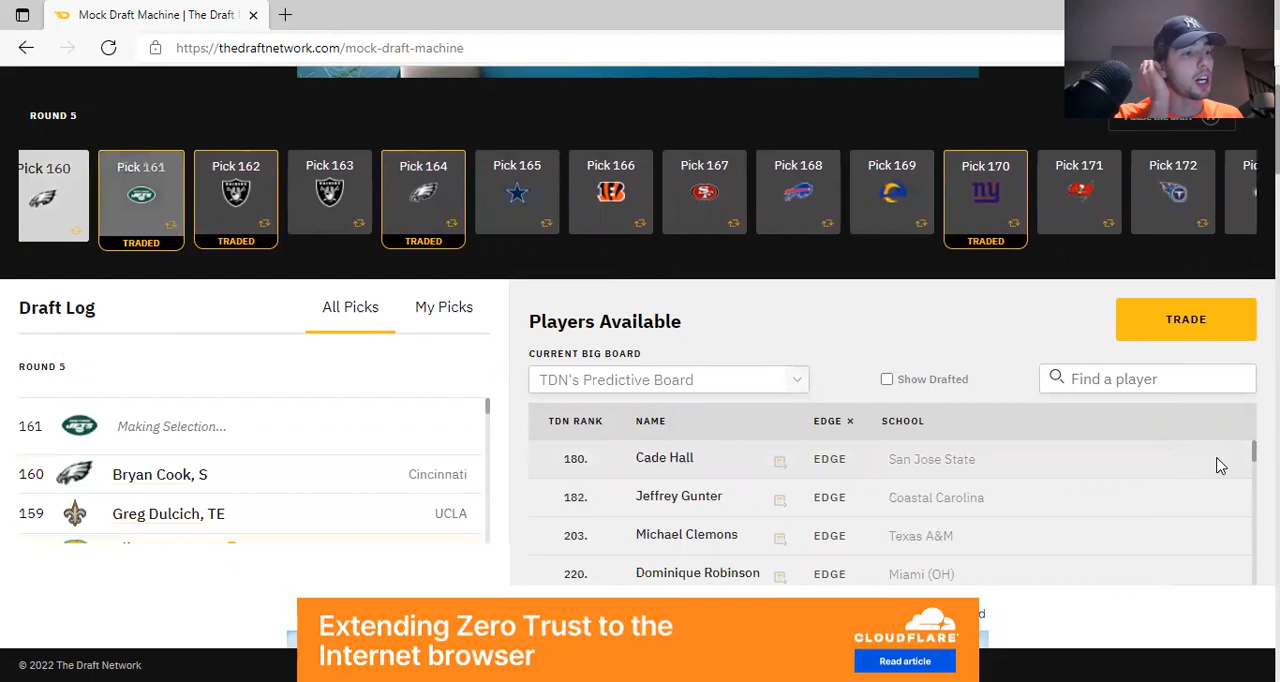 Mock Draft Machine | The Draft
https://thedraftnetwork.com/mock-draft-machine
ROUND 5
Pick 160
Pick 161
TRADED
Pick 162
TRADED
Pick 163
Pick 164
TRADED
Pick 165
Pick 166
Pick 167
Pick 168
Pick 169
Pick 170
TRADED
Pick 171
Pick 172
Draft Log
All Picks
My Picks
ROUND 5
161 Making Selection...
160 Bryan Cook, S Cincinnati
159 Greg Dulcich, TE UCLA
Players Available
TRADE
CURRENT BIG BOARD
TDN's Predictive Board
Show Drafted
Find a player
TDN RANK NAME EDGE × SCHOOL
180. Cade Hall EDGE San Jose State
182. Jeffrey Gunter EDGE Coastal Carolina
203. Michael Clemons EDGE Texas A&M
220. Dominique Robinson EDGE Miami (OH)
Extending Zero Trust to the
Internet browser
CLOUDFLARE
Read article
© 2022 The Draft Network